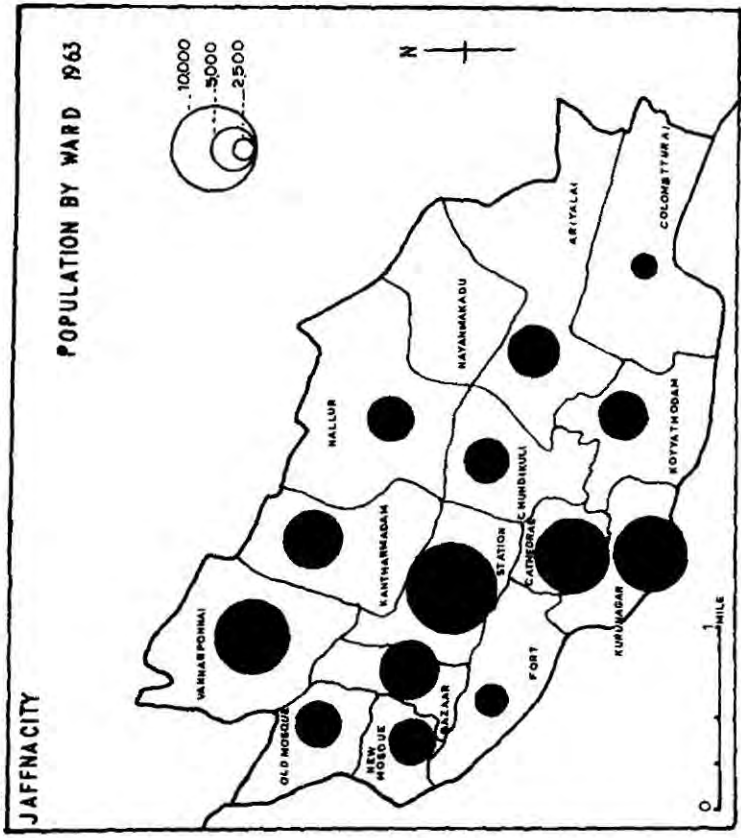 JAFFNA CITY
POPULATION BY WARD 1963
10,000
5,000
2,500
N
VANNARPONNAI
OLD MOSQUE
NEW
MOSQUE
BAZAAR
KANTHARMADAM
NALLUR
NAYANMAKADU
STATION
CHUNDIKULI
CATHEDRAL
FORT
KURUNAGAR
KOYYATHODAM
ARIYALAI
COLOMBTTURAI
0
1
MILE